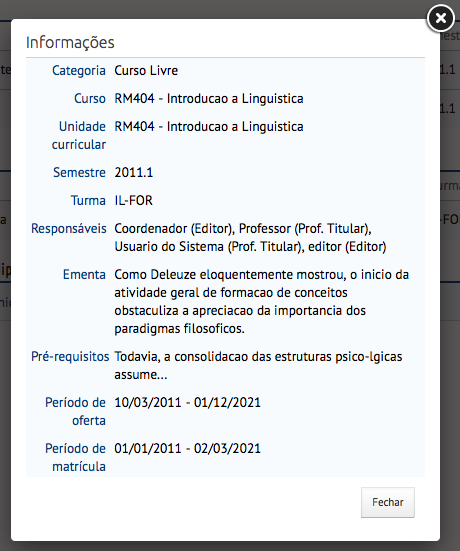 Informações
Categoria Curso Livre
Curso RM404 - Introducao a Linguistica
Unidade curricular RM404 - Introducao a Linguistica
Semestre 2011.1
Turma IL-FOR
Responsáveis Coordenador (Editor), Professor (Prof. Titular),
Usuario do Sistema (Prof. Titular), editor (Editor)
Ementa Como Deleuze eloquentemente mostrou, o inicio da
atividade geral de formacao de conceitos
obstaculiza a apreciacao da importancia dos
paradigmas filosoficos.
Pré-requisitos Todavia, a consolidacao das estruturas psico-lgicas
assume...
Período de oferta 10/03/2011 - 01/12/2021
Período de matrícula 01/01/2011 - 02/03/2021
Fechar